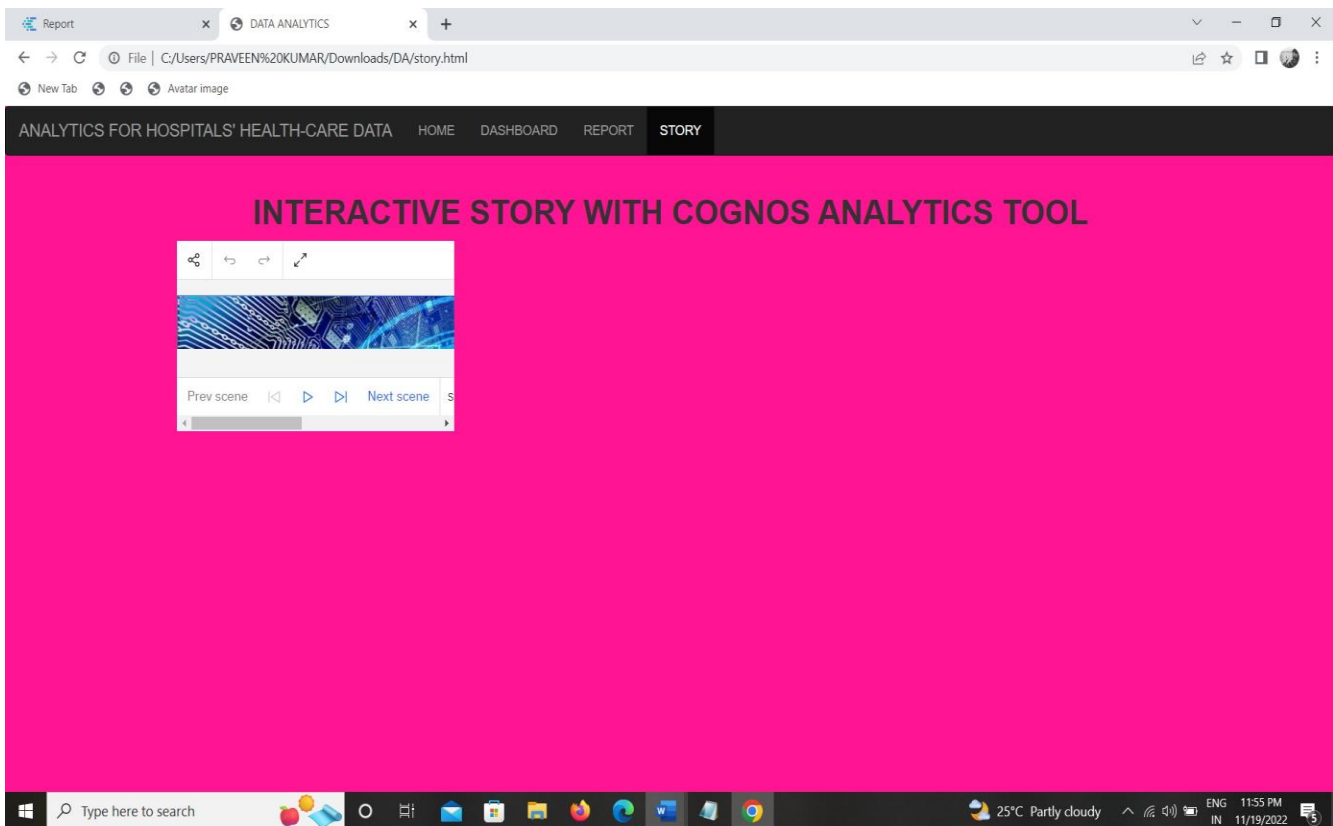 Report
DATA ANALYTICS
File | C:/Users/PRAVEEN%20KUMAR/Downloads/DA/story.html
New Tab
Avatar image
ANALYTICS FOR HOSPITALS' HEALTH-CARE DATA HOME DASHBOARD REPORT STORY
INTERACTIVE STORY WITH COGNOS ANALYTICS TOOL
Prev scene Next scene s
Type here to search
25°C Partly cloudy
ENG 11:55 PM
IN 11/19/2022
5